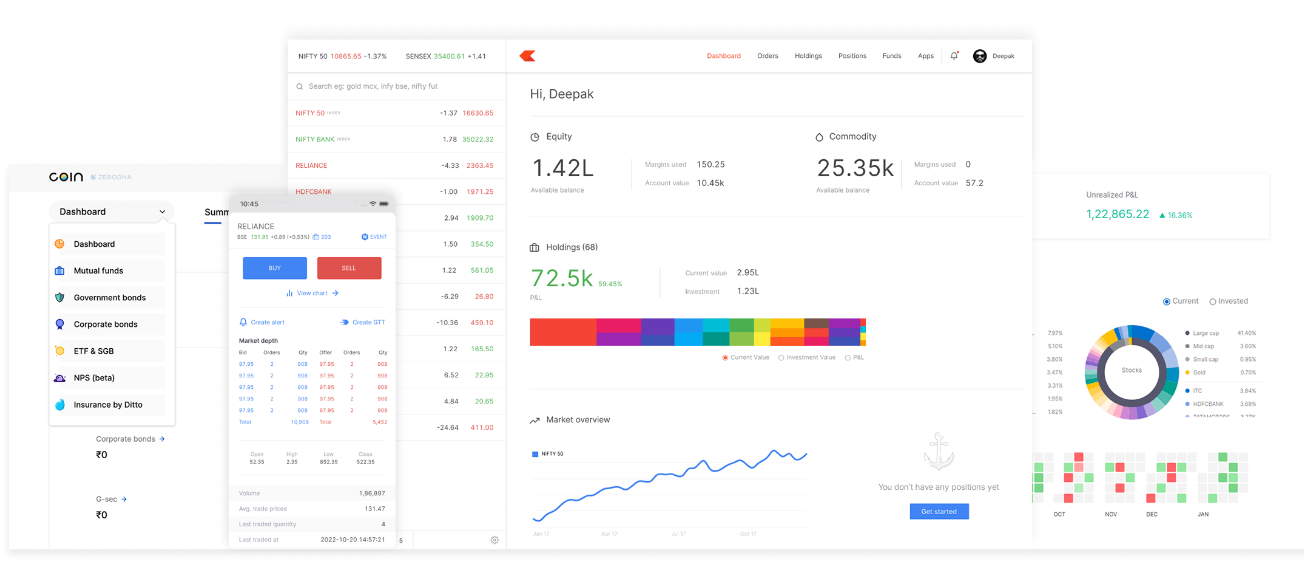 NIFTY 50 10865.65 -1.37% SENSEX 35400.61 +1.41
Dashboard Orders Holdings Positions Funds Apps Deepak
Search eg: gold mcx, infy bse, nifty fut
NIFTY 50 INDEX -1.37 16630.65
NIFTY BANK INDEX 1.78 35022.32
RELIANCE -4.33 2363.45
HDFCBANK -1.00 1971.25
2.94 1909.70
1.50 354.50
1.22 561.05
-6.29 26.80
-10.36 459.10
1.22 165.50
6.52 22.95
4.84 20.65
-24.64 411.00
5
Hi, Deepak
Equity
1.42L
Available balance
Margins used 150.25
Account value 10.45k
Commodity
25.35k
Available balance
Margins used 0
Account value 57.2
Holdings (68)
72.5k 59.45%
P&L
Current value 2.95L
Investment 1.23L
Current Value Investment Value P&L
Market overview
NIFTY 50
Jan 17 Apr 17 Jul 17 Oct 17
You don't have any positions yet
Get started
COIN ZERODHA
Dashboard
Summ
Dashboard
Mutual funds
Government bonds
Corporate bonds
ETF & SGB
NPS (beta)
Insurance by Ditto
Corporate bonds
₹0
G-sec
₹0
10:45
RELIANCE
BSE 131.95 +0.69 (+0.53%) 203 EVENT
BUY SELL
View chart
Create alert Create GTT
Market depth
Bid Orders Qty Offer Orders Qty
97.95 2 908 97.95 2 908
97.95 2 908 97.95 2 908
97.95 2 908 97.95 2 908
97.95 2 908 97.95 2 908
97.95 2 908 97.95 2 908
Total 10,908 Total 5,452
Open High Low Close
52.35 2.35 852.35 522.35
Volume 1,96,897
Avg. trade prices 131.47
Last traded quantity 4
Last traded at 2022-10-20 14:57:21
Unrealized P&L
1,22,865.22 16.36%
Current Invested
7.97%
5.10%
3.80%
3.47%
3.31%
1.95%
1.82%
Stocks
Large cap 41.40%
Mid cap 3.60%
Small cap 0.95%
Gold 0.70%
ITC 3.84%
HDFCBANK 3.69%
OCT NOV DEC JAN